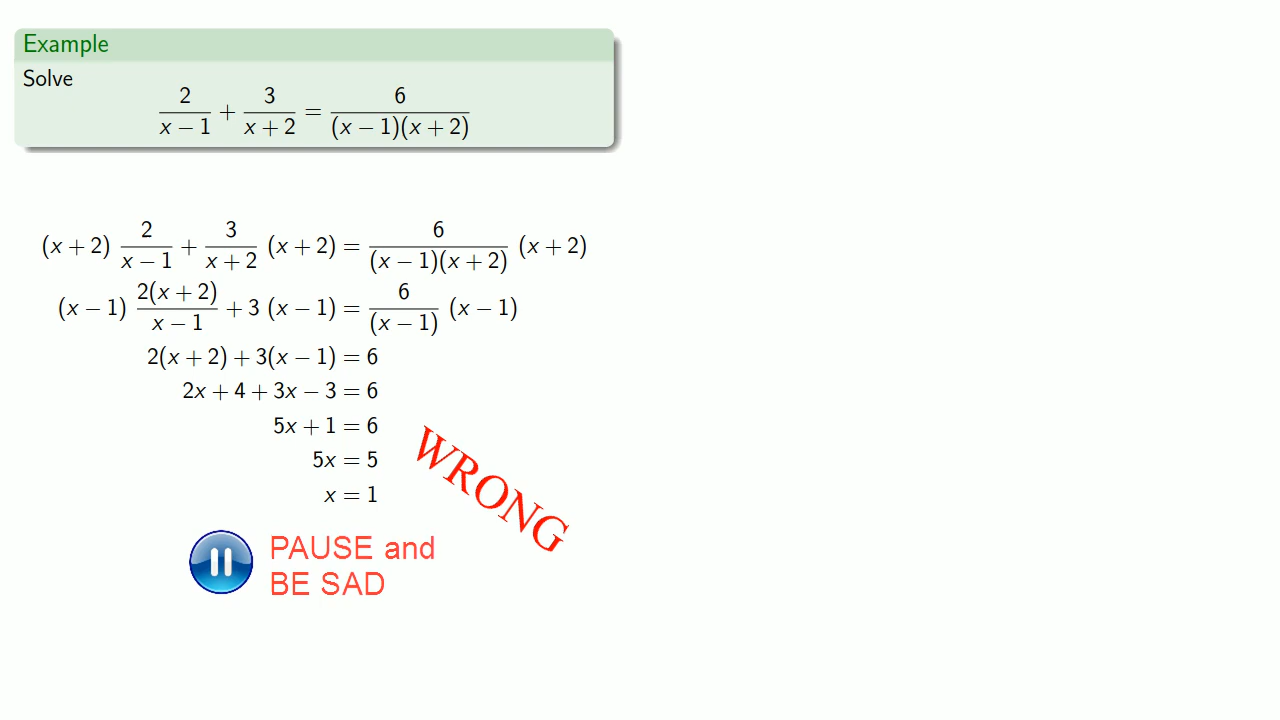 Example
Solve
2/(x − 1) + 3/(x + 2) = 6/((x − 1)(x + 2))
(x + 2) 2/(x − 1) + 3/(x + 2) (x + 2) = 6/((x − 1)(x + 2)) (x + 2)
(x − 1) 2(x + 2)/(x − 1) + 3 (x − 1) = 6/(x − 1) (x − 1)
2(x + 2) + 3(x − 1) = 6
2x + 4 + 3x − 3 = 6
5x + 1 = 6
5x = 5
x = 1
WRONG
PAUSE and
BE SAD